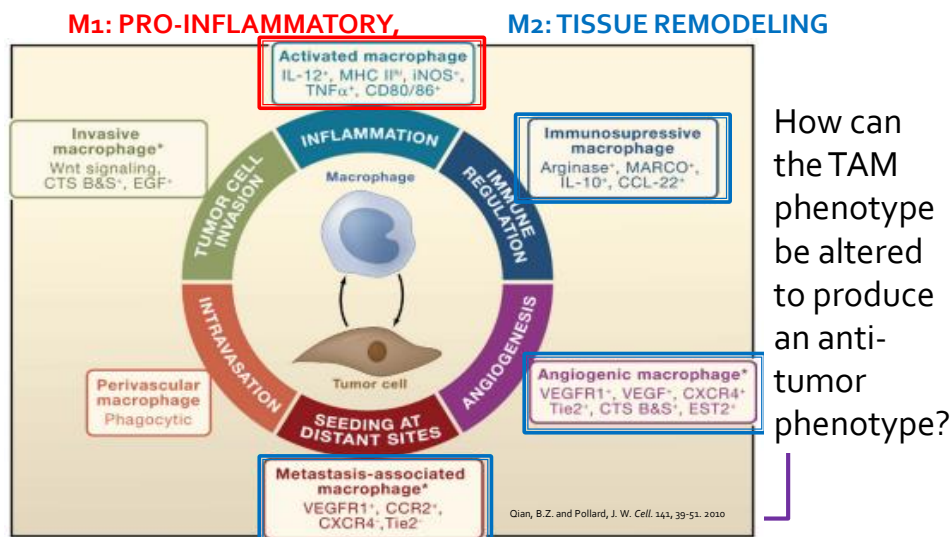 M1: PRO-INFLAMMATORY,
M2: TISSUE REMODELING
Activated macrophage
IL-12⁺, MHC IIʰⁱ, iNOS⁺,
TNFα⁺, CD80/86⁺
Invasive
macrophage*
Wnt signaling,
CTS B&S⁺, EGF⁺
INFLAMMATION
Immunosupressive
macrophage
Arginase⁺, MARCO⁺,
IL-10⁺, CCL-22⁺
TUMOR CELL
INVASION
Macrophage
IMMUNE
REGULATION
How can
the TAM
phenotype
be altered
to produce
an anti-
tumor
phenotype?
INTRAVASATION
ANGIOGENESIS
Perivascular
macrophage
Phagocytic
Tumor cell
Angiogenic macrophage*
VEGFR1⁺, VEGF⁺, CXCR4⁺
Tie2⁺, CTS B&S⁺, EST2⁺
SEEDING AT
DISTANT SITES
Metastasis-associated
macrophage*
VEGFR1⁺, CCR2⁺,
CXCR4⁻,Tie2⁻
Qian, B.Z. and Pollard, J. W. Cell. 141, 39-51. 2010